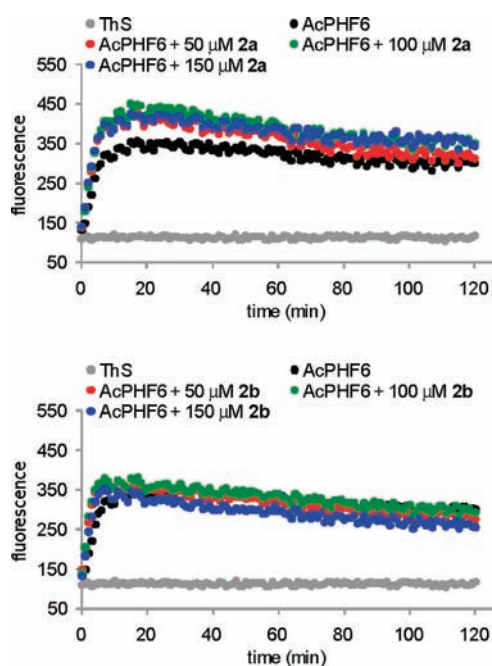 ThS AcPHF6
AcPHF6 + 50 μM 2a AcPHF6 + 100 μM 2a
AcPHF6 + 150 μM 2a
550
450
350
250
150
50
fluorescence
0 20 40 60 80 100 120
time (min)
ThS AcPHF6
AcPHF6 + 50 μM 2b AcPHF6 + 100 μM 2b
AcPHF6 + 150 μM 2b
550
450
350
250
150
50
fluorescence
0 20 40 60 80 100 120
time (min)